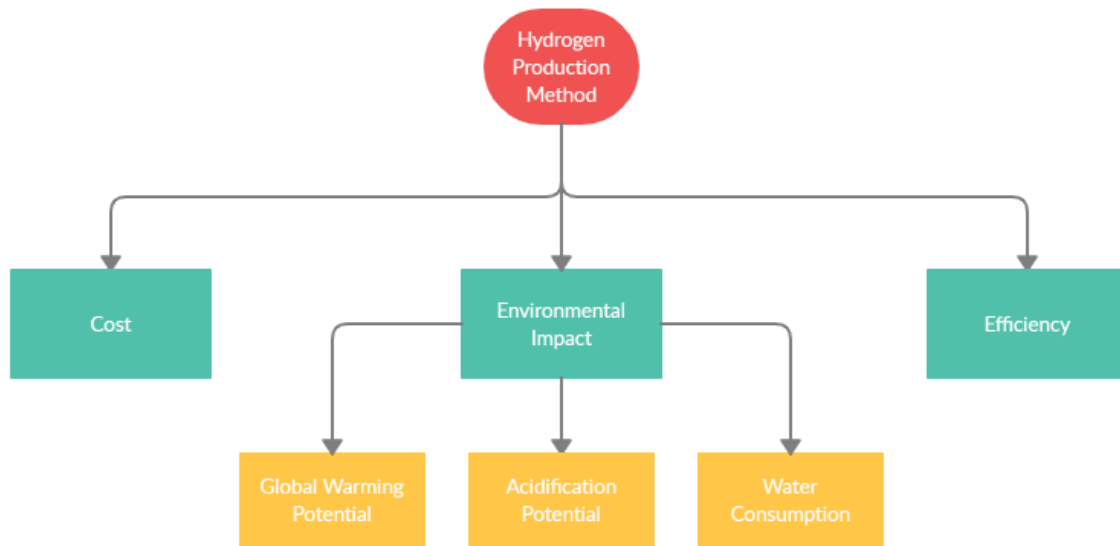 Hydrogen
Production
Method
Cost
Environmental
Impact
Efficiency
Global Warming
Potential
Acidification
Potential
Water
Consumption